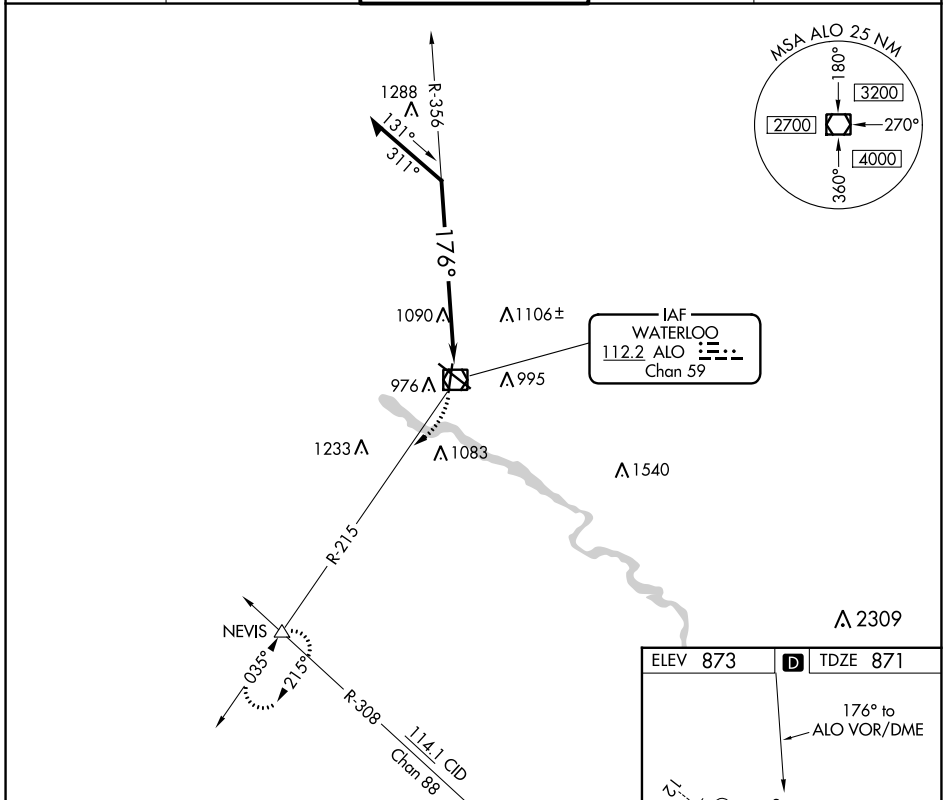 MSA ALO 25 NM
180°
3200
2700
270°
4000
360°
R-356
1288
131°
311°
176°
1090
1106±
IAF
WATERLOO
112.2 ALO
Chan 59
976
995
1233
1083
1540
R-215
NEVIS
035°
215°
2309
R-308
114.1 CID
Chan 88
ELEV 873 D TDZE 871
176° to
ALO VOR/DME
12